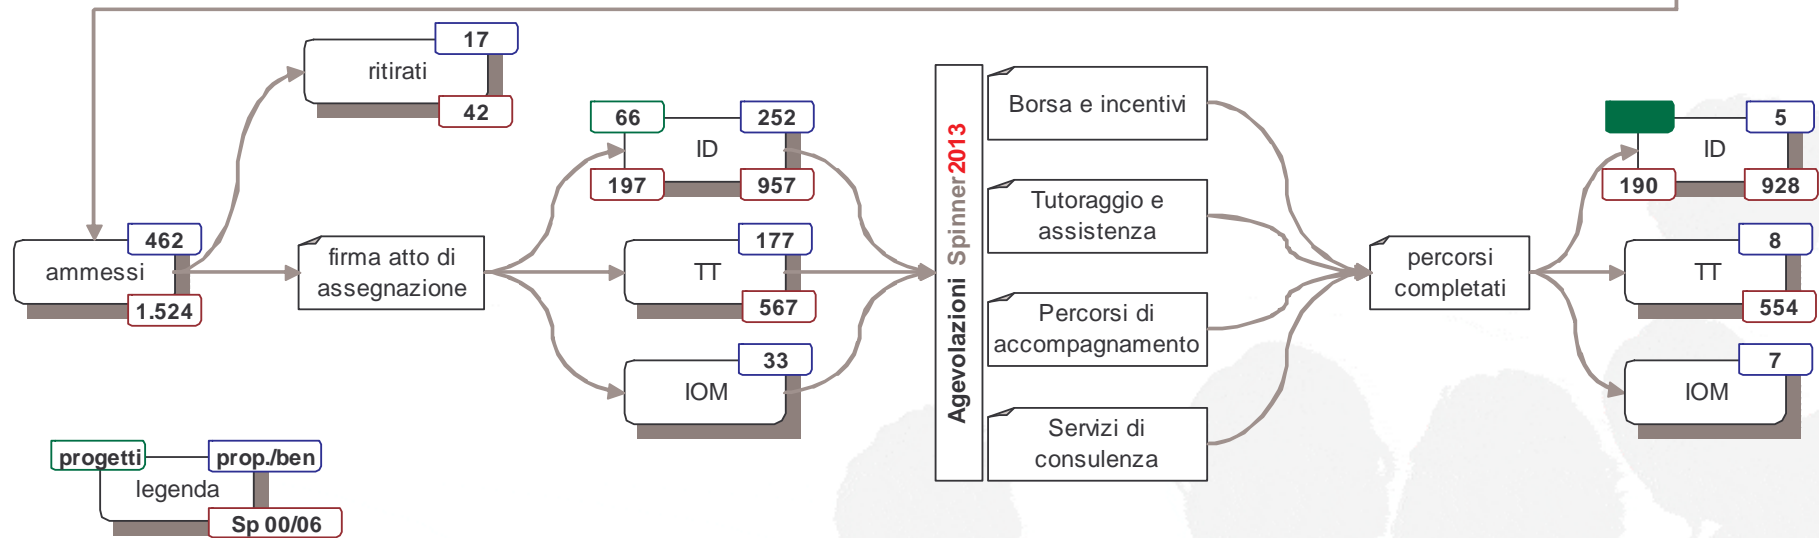 17
ritirati
42
66
252
ID
197
957
462
ammessi
1.524
firma atto di
assegnazione
177
TT
567
33
IOM
Agevolazioni Spinner2013
Borsa e incentivi
Tutoraggio e
assistenza
Percorsi di
accompagnamento
Servizi di
consulenza
percorsi
completati
5
ID
190
928
8
TT
554
7
IOM
progetti
prop./ben
legenda
Sp 00/06